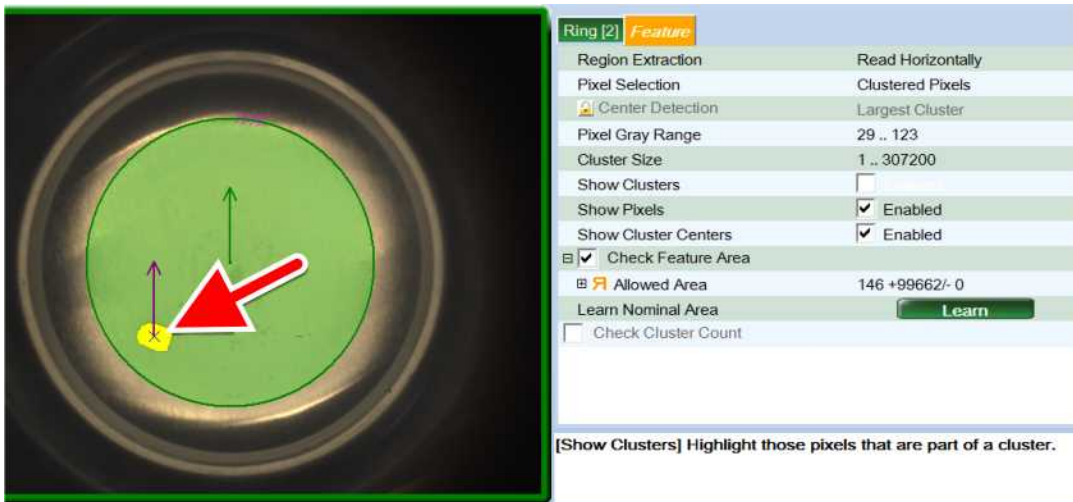 Ring [2] Feature
Region Extraction Read Horizontally
Pixel Selection Clustered Pixels
Center Detection Largest Cluster
Pixel Gray Range 29 .. 123
Cluster Size 1 .. 307200
Show Clusters
Show Pixels Enabled
Show Cluster Centers Enabled
Check Feature Area
Я Allowed Area 146 +99662/- 0
Learn Nominal Area Learn
Check Cluster Count
[Show Clusters] Highlight those pixels that are part of a cluster.